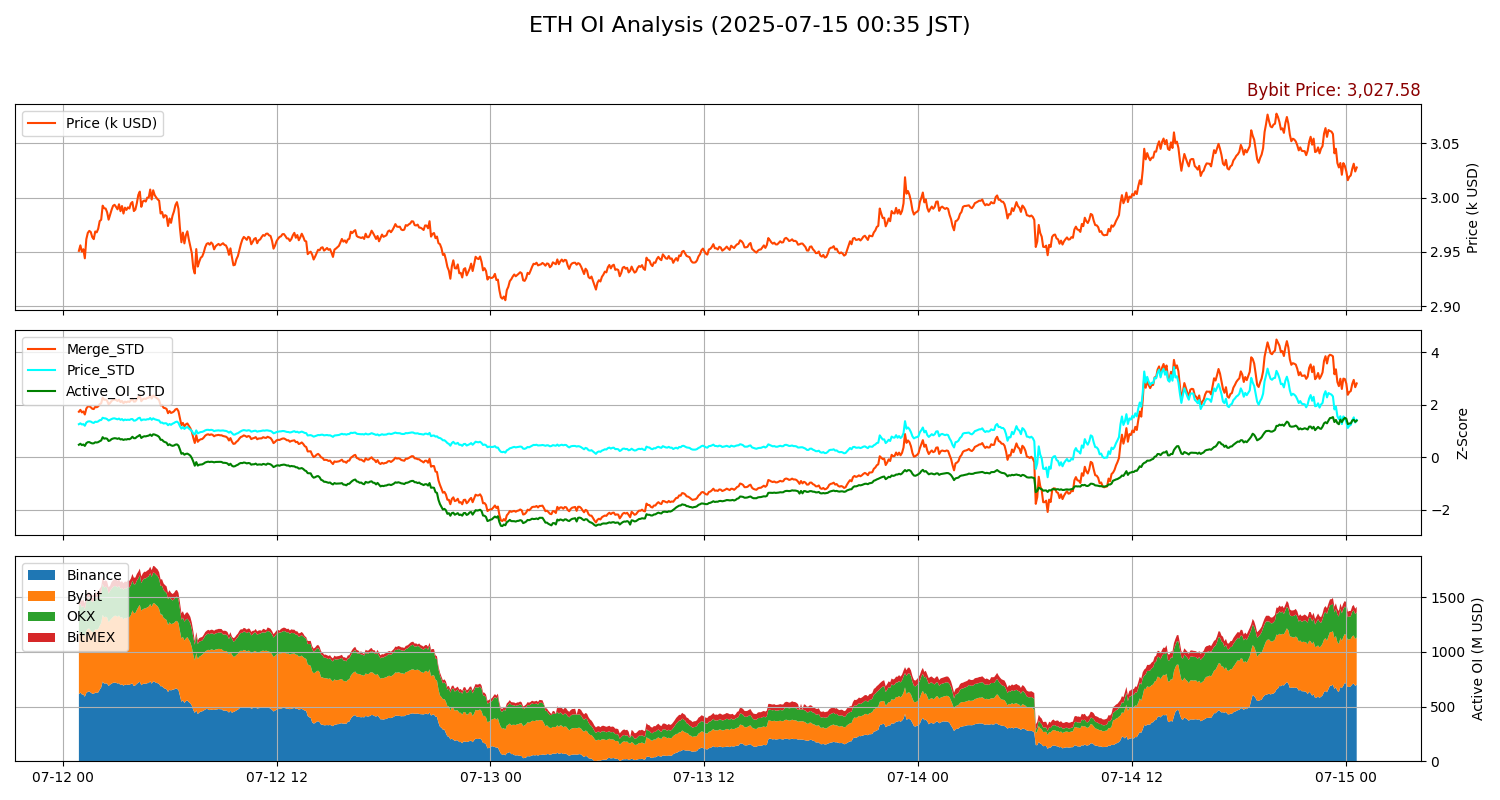 ETH OI Analysis (2025-07-15 00:35 JST)
Bybit Price: 3,027.58
Price (k USD)
3.05
3.00
2.95
2.90
Price (k USD)
Merge_STD
Price_STD
Active_OI_STD
4
2
0
−2
Z-Score
Binance
Bybit
OKX
BitMEX
1500
1000
500
0
Active OI (M USD)
07-12 00
07-12 12
07-13 00
07-13 12
07-14 00
07-14 12
07-15 00